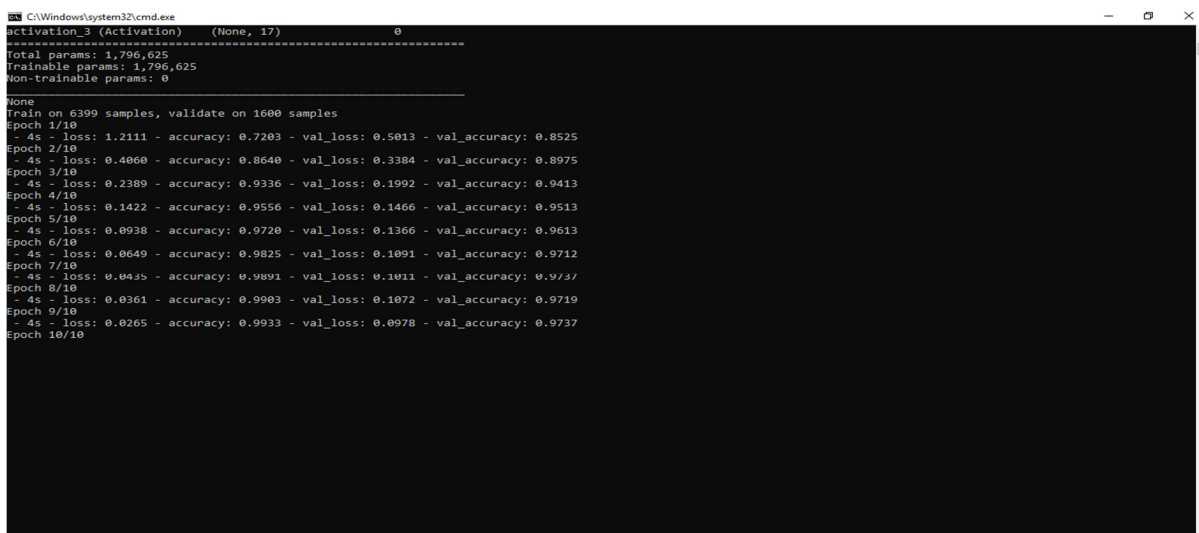 C:\Windows\system32\cmd.exe
activation_3 (Activation)    (None, 17)                0
=================================================================
Total params: 1,796,625
Trainable params: 1,796,625
Non-trainable params: 0
_________________________________________________________________
None
Train on 6399 samples, validate on 1600 samples
Epoch 1/10
 - 4s - loss: 1.2111 - accuracy: 0.7203 - val_loss: 0.5013 - val_accuracy: 0.8525
Epoch 2/10
 - 4s - loss: 0.4060 - accuracy: 0.8640 - val_loss: 0.3384 - val_accuracy: 0.8975
Epoch 3/10
 - 4s - loss: 0.2389 - accuracy: 0.9336 - val_loss: 0.1992 - val_accuracy: 0.9413
Epoch 4/10
 - 4s - loss: 0.1422 - accuracy: 0.9556 - val_loss: 0.1466 - val_accuracy: 0.9513
Epoch 5/10
 - 4s - loss: 0.0938 - accuracy: 0.9720 - val_loss: 0.1366 - val_accuracy: 0.9613
Epoch 6/10
 - 4s - loss: 0.0649 - accuracy: 0.9825 - val_loss: 0.1091 - val_accuracy: 0.9712
Epoch 7/10
 - 4s - loss: 0.0435 - accuracy: 0.9891 - val_loss: 0.1011 - val_accuracy: 0.9737
Epoch 8/10
 - 4s - loss: 0.0361 - accuracy: 0.9903 - val_loss: 0.1072 - val_accuracy: 0.9719
Epoch 9/10
 - 4s - loss: 0.0265 - accuracy: 0.9933 - val_loss: 0.0978 - val_accuracy: 0.9737
Epoch 10/10